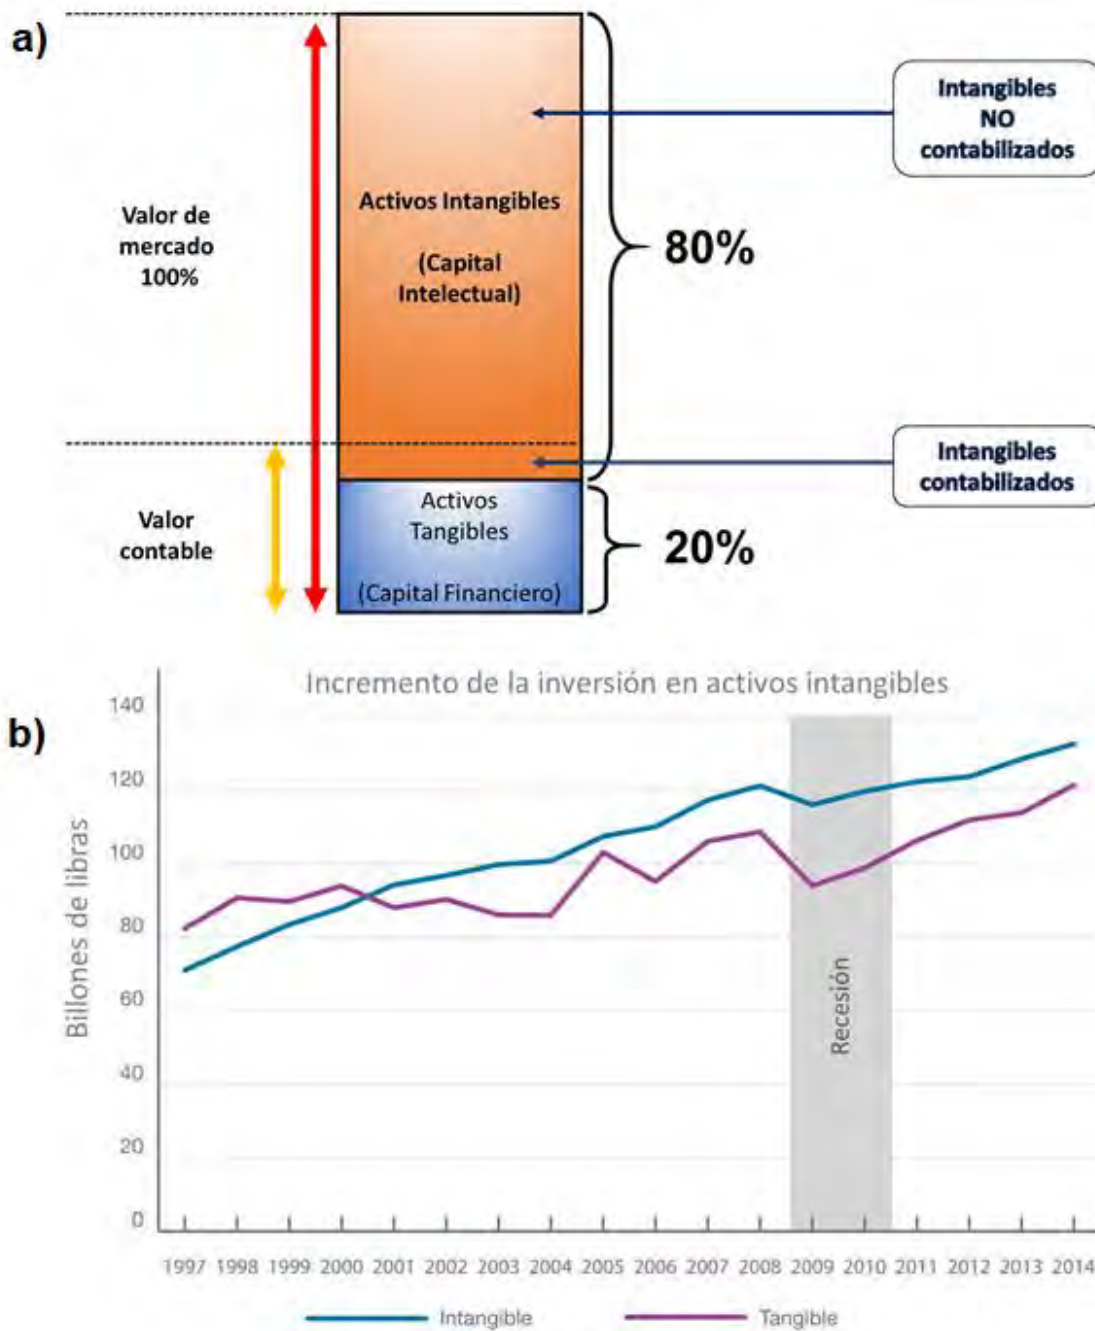 a)
Valor de
mercado
100%
Activos Intangibles
(Capital
Intelectual)
80%
Intangibles
NO
contabilizados
Intangibles
contabilizados
Valor
contable
Activos
Tangibles
(Capital Financiero)
20%
b)
Incremento de la inversión en activos intangibles
Billones de libras
140
120
100
80
60
40
20
0
Recesión
1997 1998 1999 2000 2001 2002 2003 2004 2005 2006 2007 2008 2009 2010 2011 2012 2013 2014
Intangible Tangible